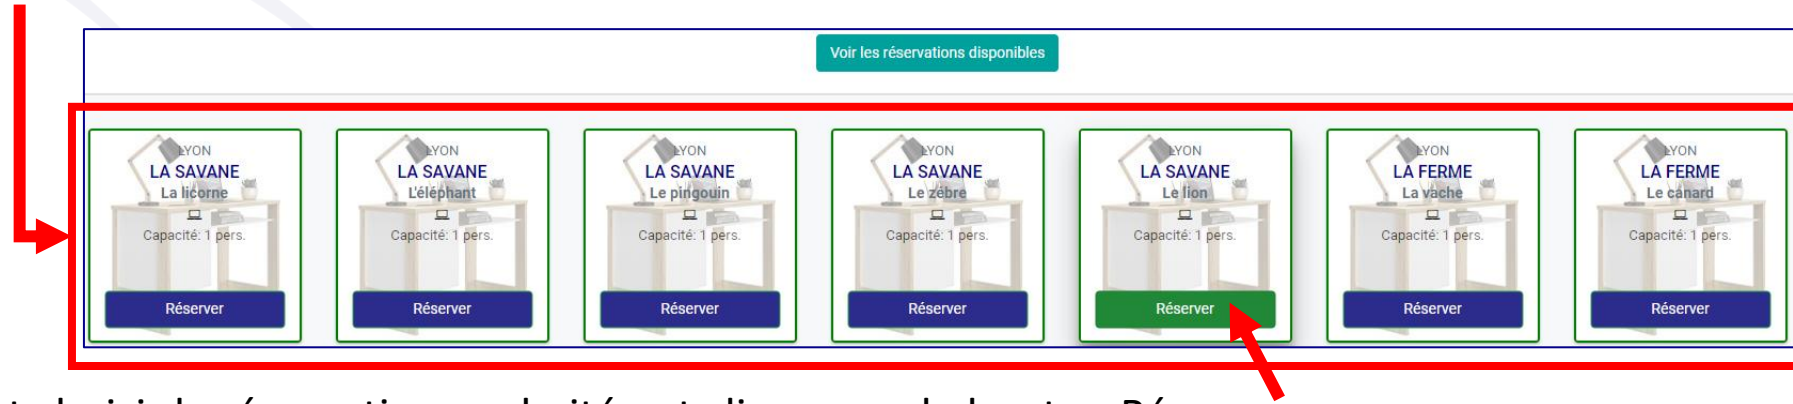 Voir les réservations disponibles
LYON
LA SAVANE
La licorne
Capacité: 1 pers.
Réserver
LYON
LA SAVANE
L'éléphant
Capacité: 1 pers.
Réserver
LYON
LA SAVANE
Le pingouin
Capacité: 1 pers.
Réserver
LYON
LA SAVANE
Le zèbre
Capacité: 1 pers.
Réserver
LYON
LA SAVANE
Le lion
Capacité: 1 pers.
Réserver
LYON
LA FERME
La vache
Capacité: 1 pers.
Réserver
LYON
LA FERME
Le canard
Capacité: 1 pers.
Réserver